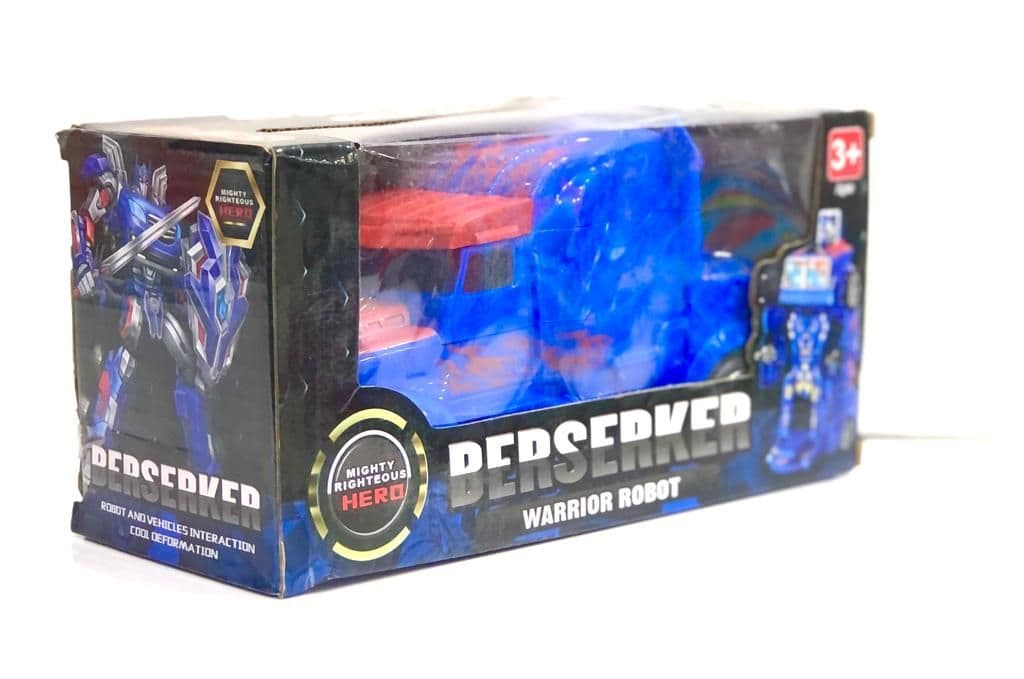 MIGHTY
RIGHTEOUS
HERO
BERSERKER
ROBOT AND VEHICLES INTERACTION
COOL DEFORMATION
MIGHTY
RIGHTEOUS
HERO
BERSERKER
WARRIOR ROBOT
3+